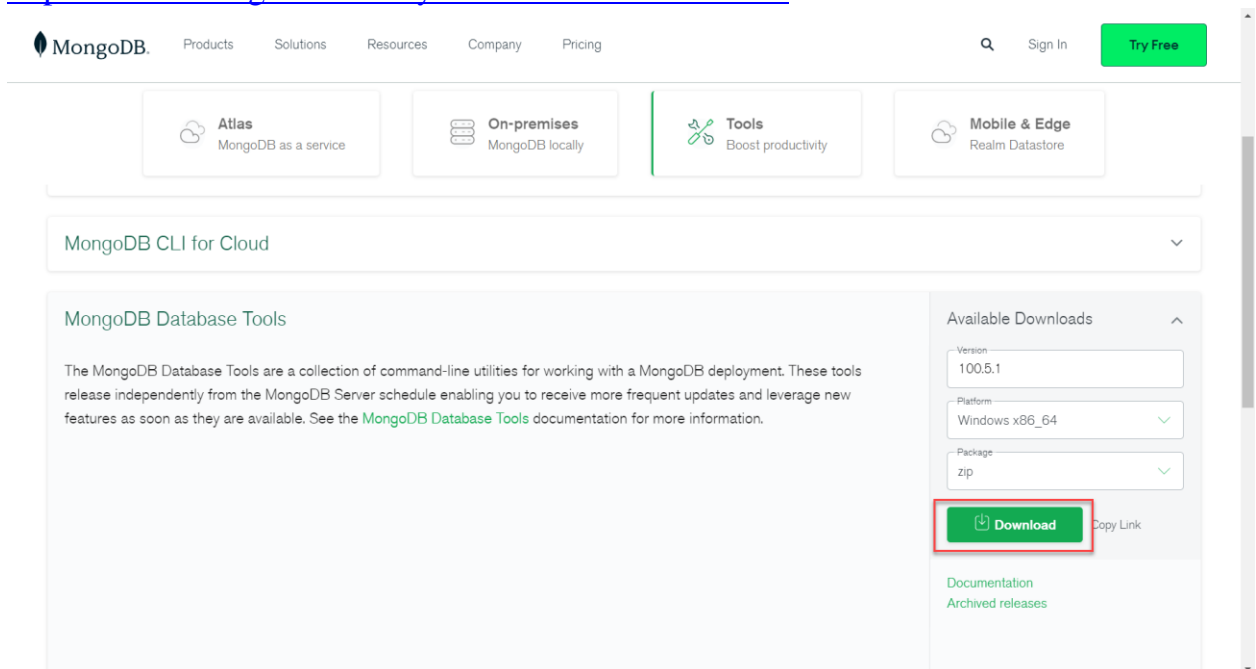 MongoDB.
Products
Solutions
Resources
Company
Pricing
Sign In
Try Free
Atlas
MongoDB as a service
On-premises
MongoDB locally
Tools
Boost productivity
Mobile & Edge
Realm Datastore
MongoDB CLI for Cloud
MongoDB Database Tools
The MongoDB Database Tools are a collection of command-line utilities for working with a MongoDB deployment. These tools
release independently from the MongoDB Server schedule enabling you to receive more frequent updates and leverage new
features as soon as they are available. See the MongoDB Database Tools documentation for more information.
Available Downloads
Version
100.5.1
Platform
Windows x86_64
Package
zip
Download
Copy Link
Documentation
Archived releases